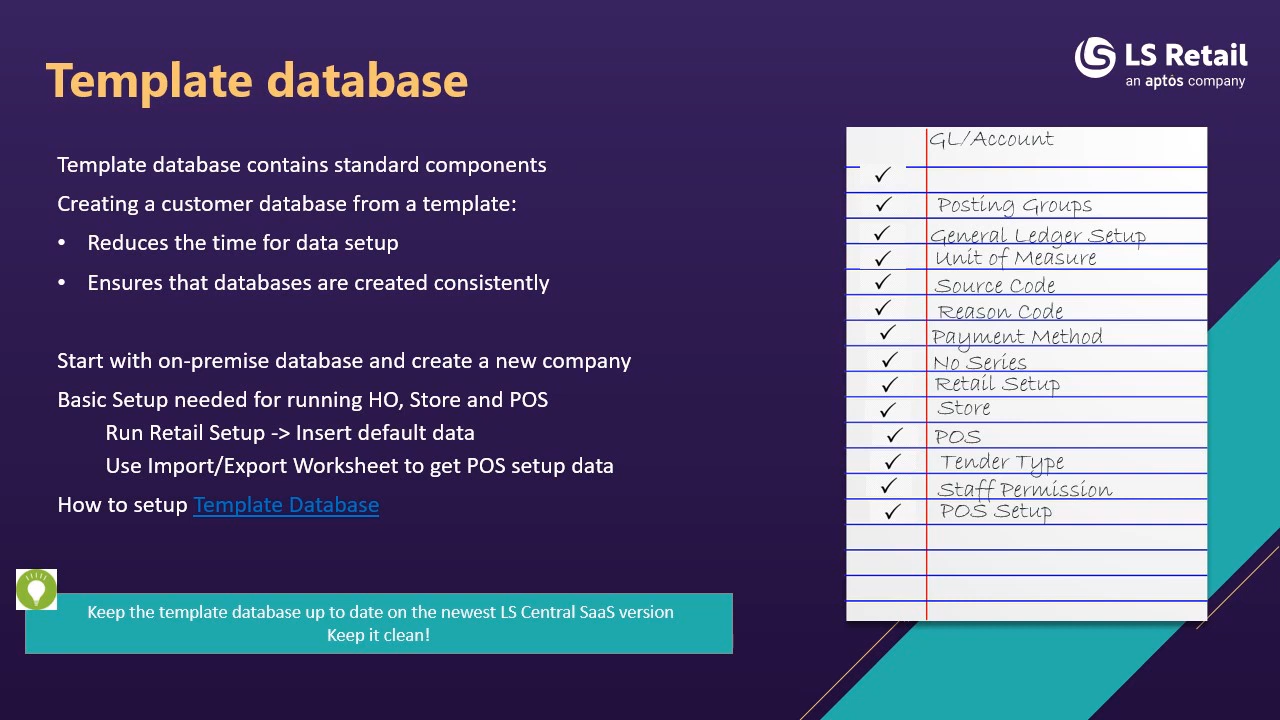 Template database
LS Retail
an aptos company
Template database contains standard components
Creating a customer database from a template:
• Reduces the time for data setup
• Ensures that databases are created consistently
Start with on-premise database and create a new company
Basic Setup needed for running HO, Store and POS
Run Retail Setup -> Insert default data
Use Import/Export Worksheet to get POS setup data
How to setup Template Database
Keep the template database up to date on the newest LS Central SaaS version
Keep it clean!
GL/Account
✓
✓ Posting Groups
✓ General Ledger Setup
✓ Unit of Measure
✓ Source Code
✓ Reason Code
✓ Payment Method
✓ No Series
✓ Retail Setup
✓ Store
✓ POS
✓ Tender Type
✓ Staff Permission
✓ POS Setup